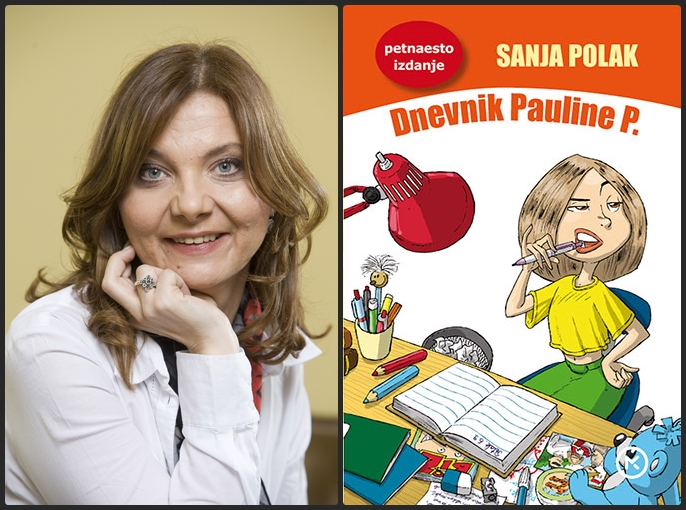 petnaesto
izdanje
SANJA POLAK
Dnevnik Pauline P.